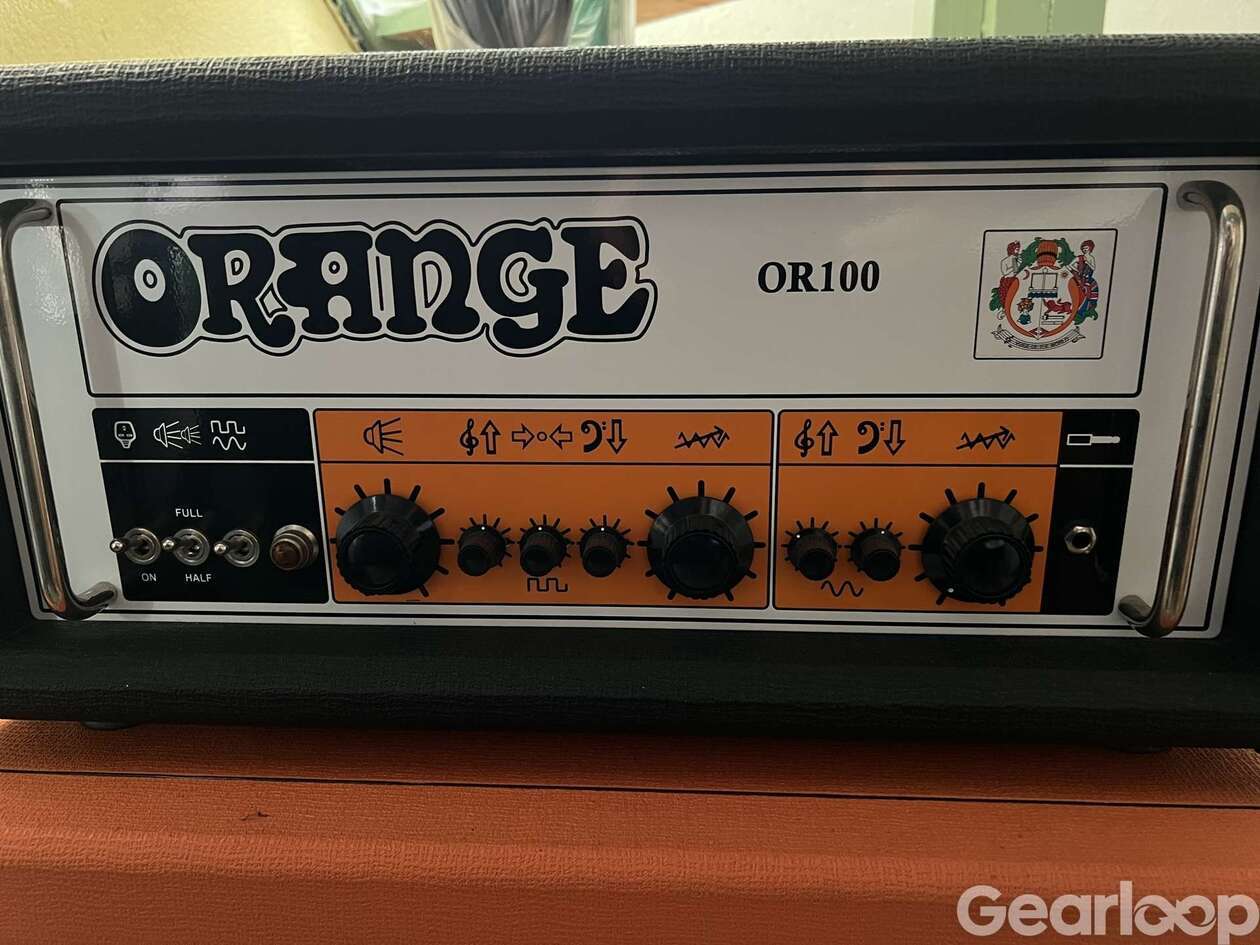 ORANGE
OR100
FULL
ON
HALF
Gearloop